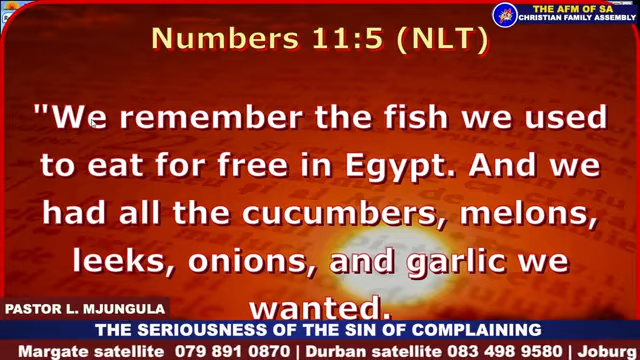 THE AFM OF SA
CHRISTIAN FAMILY ASSEMBLY
Numbers 11:5 (NLT)
"We remember the fish we used
to eat for free in Egypt. And we
had all the cucumbers, melons,
leeks, onions, and garlic we
wanted.
PASTOR L. MJUNGULA
THE SERIOUSNESS OF THE SIN OF COMPLAINING
Margate satellite 079 891 0870 | Durban satellite 083 498 9580 | Joburg